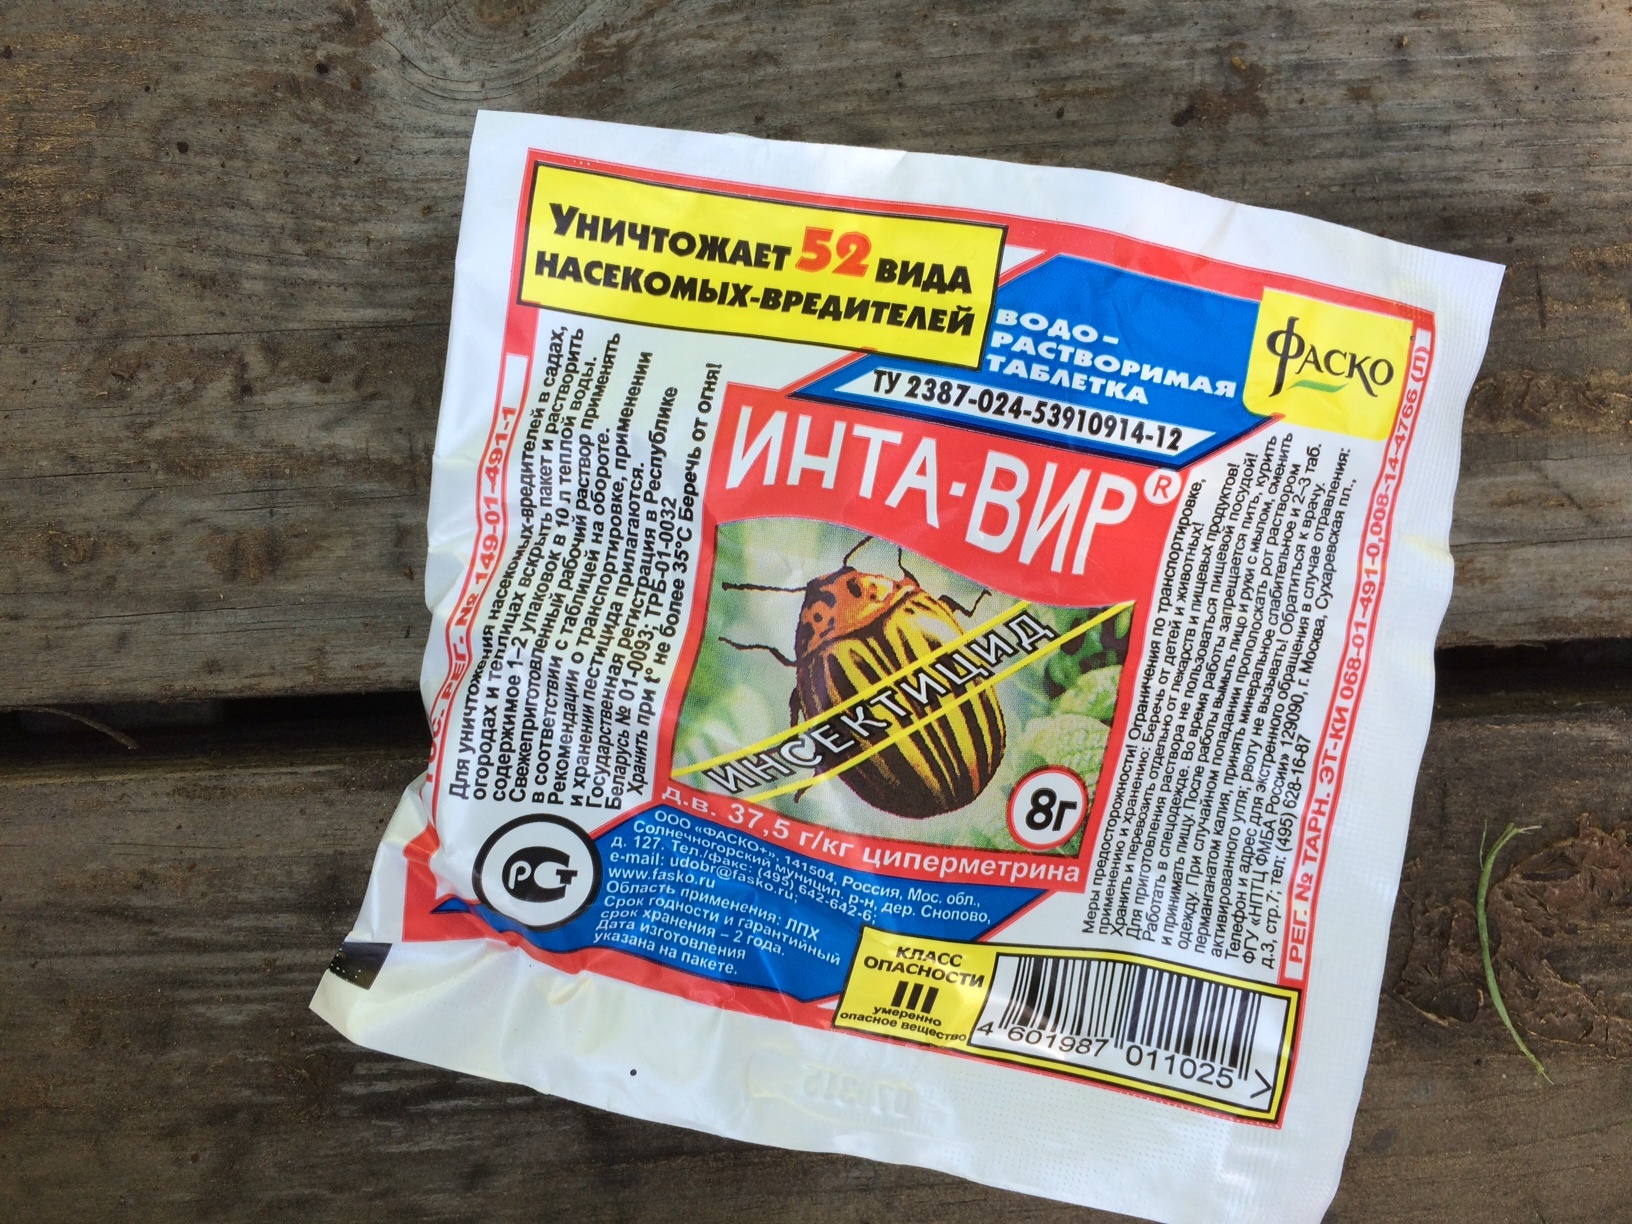 Уничтожает 52 вида
насекомых-вредителей
Водо-
растворимая
таблетка
ТУ 2387-024-53910914-12
Фаско
РОС. РЕГ. № 149-01-491-1
Для уничтожения насекомых-вредителей в садах,
огородах и теплицах вскрыть пакет и растворить
содержимое 1–2 упаковок в 10 л теплой воды.
Свежеприготовленный рабочий раствор применять
в соответствии с таблицей на обороте.
Рекомендации о транспортировке, применении
и хранении пестицида прилагаются.
Государственная регистрация в Республике
Беларусь № 01-0093; ТРБ-01-0032
Хранить при t° не более 35°С Беречь от огня!
ИНТА-ВИР®
ИНСЕКТИЦИД
8г
д.в. 37,5 г/кг циперметрина
Меры предосторожности! Ограничения по транспортировке,
применению и хранению: Беречь от детей и животных!
Хранить и перевозить отдельно от лекарств и пищевых продуктов!
Для приготовления раствора не пользоваться пищевой посудой!
Работать в спецодежде. Во время работы запрещается пить, курить
и принимать пищу. После работы вымыть лицо и руки с мылом, сменить
одежду. При случайном попадании прополоскать рот раствором
перманганатом калия, принять минеральное слабительное и 2–3 таб.
активированного угля; рвоту не вызывать! Обратиться к врачу.
Телефон и адрес для экстренного обращения в случае отравления:
ФГУ «НПТЦ ФМБА России» 129090, г. Москва, Сухаревская пл.,
д.3, стр.7; тел: (495) 628-16-87
РЕГ. № ТАРН. ЭТ-КИ 068-01-491-0,008-14-4766 (П)
РСТ
ООО «ФАСКО+», 141504, Россия, Мос. обл.,
Солнечногорский муницип. р-н, дер. Снопово,
д. 127. Тел./факс: (495) 642-642-6;
e-mail: udobr@fasko.ru;
www.fasko.ru
Область применения: ЛПХ
Срок годности и гарантийный
срок хранения – 2 года.
Дата изготовления
указана на пакете.
КЛАСС
ОПАСНОСТИ
III
умеренно
опасное вещество
4 601987 011025 >